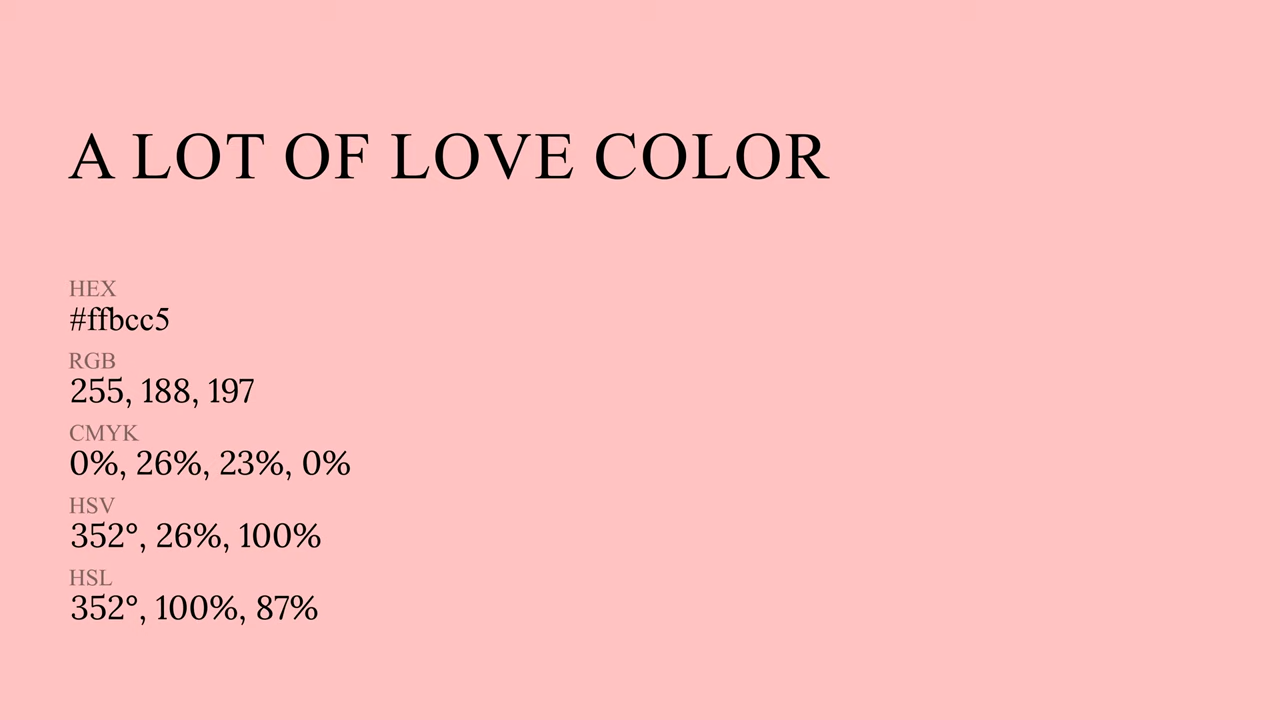 A LOT OF LOVE COLOR
HEX
#ffbcc5
RGB
255, 188, 197
CMYK
0%, 26%, 23%, 0%
HSV
352°, 26%, 100%
HSL
352°, 100%, 87%